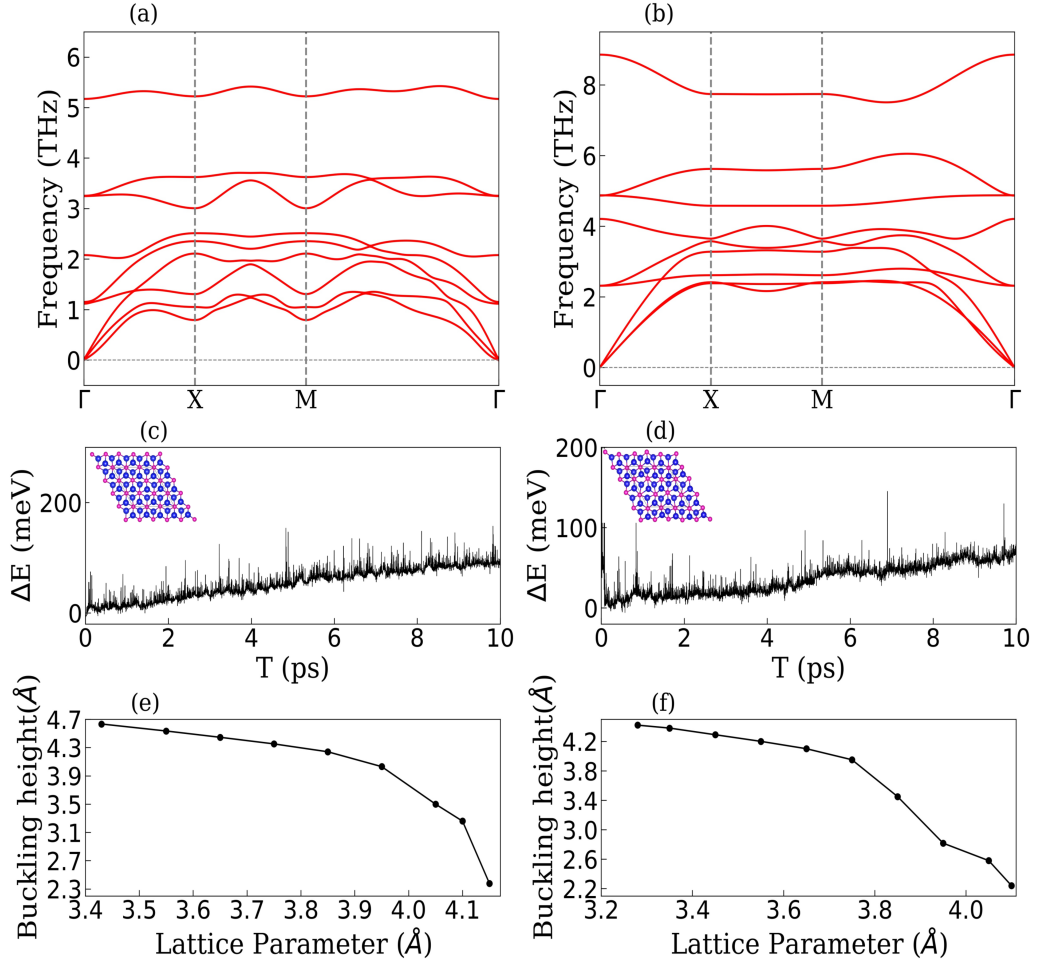 (a)
Frequency (THz)
6
5
4
3
2
1
0
Γ X M Γ
(b)
Frequency (THz)
8
6
4
2
0
Γ X M Γ
(c)
ΔE (meV)
200
0
0 2 4 6 8 10
T (ps)
(d)
ΔE (meV)
200
100
0
0 2 4 6 8 10
T (ps)
(e)
Buckling height(Å)
4.7
4.3
3.9
3.5
3.1
2.7
2.3
3.4 3.5 3.6 3.7 3.8 3.9 4.0 4.1
Lattice Parameter (Å)
(f)
Buckling height(Å)
4.2
3.8
3.4
3.0
2.6
2.2
3.2 3.4 3.6 3.8 4.0
Lattice Parameter (Å)